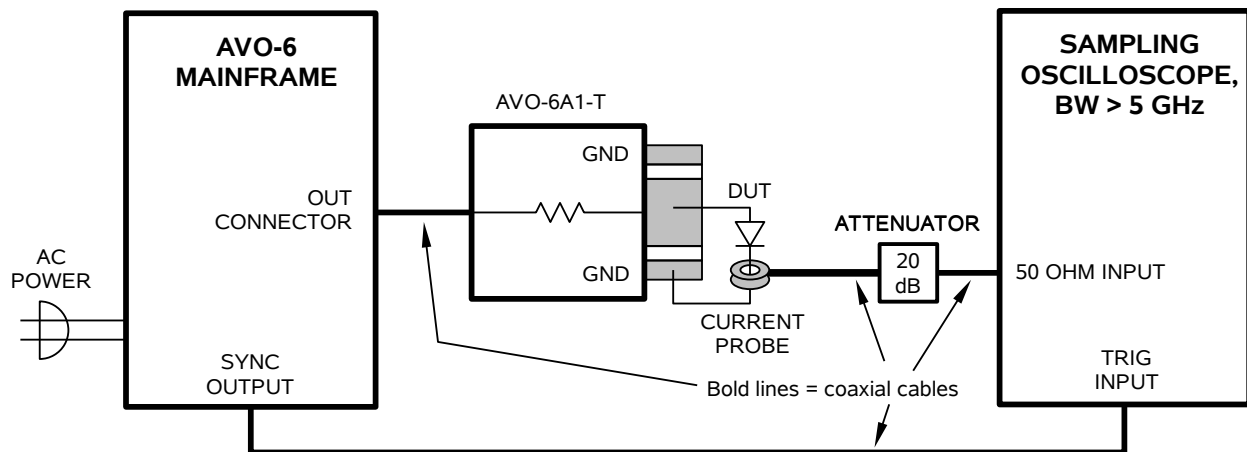 AVO-6
MAINFRAME
OUT
CONNECTOR
AC
POWER
SYNC
OUTPUT
AVO-6A1-T
GND
GND
DUT
CURRENT
PROBE
ATTENUATOR
20
dB
Bold lines = coaxial cables
SAMPLING
OSCILLOSCOPE,
BW > 5 GHz
50 OHM INPUT
TRIG
INPUT